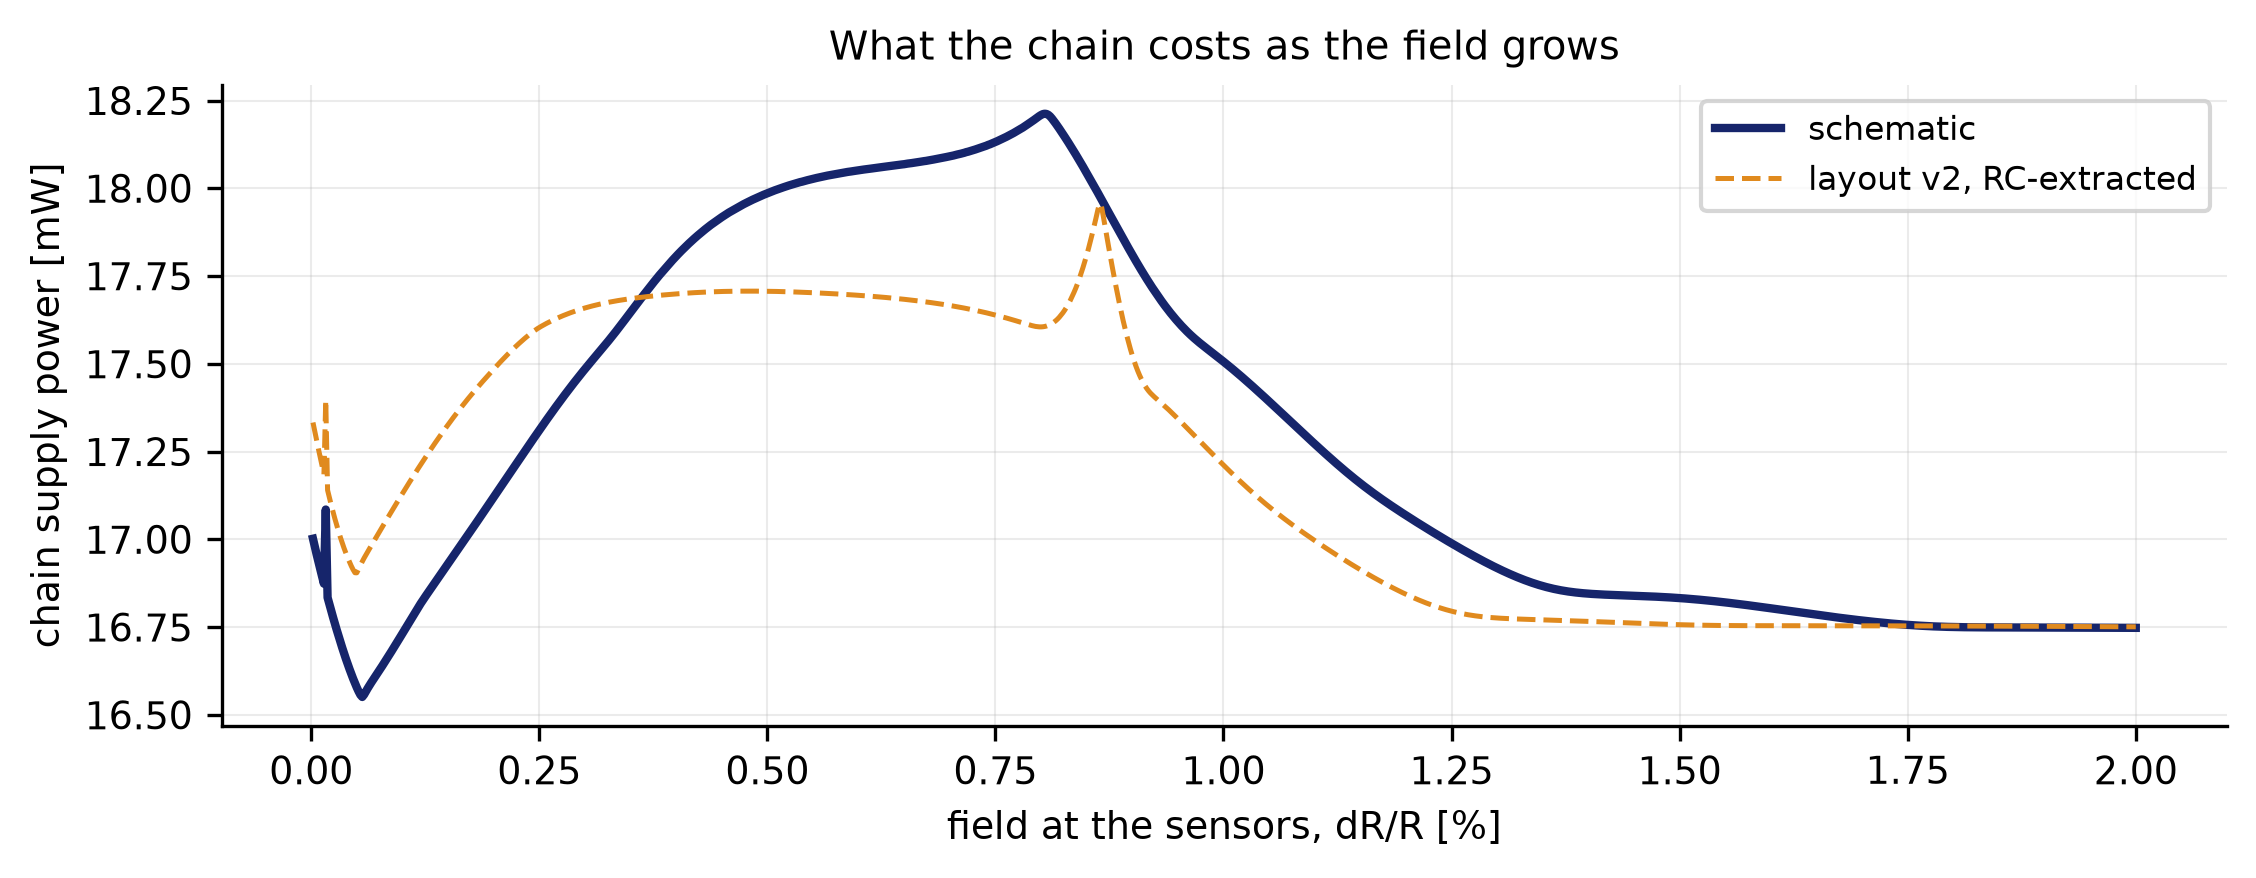 What the chain costs as the field grows
chain supply power [mW]
18.25
18.00
17.75
17.50
17.25
17.00
16.75
16.50
schematic
layout v2, RC-extracted
0.00 0.25 0.50 0.75 1.00 1.25 1.50 1.75 2.00
field at the sensors, dR/R [%]